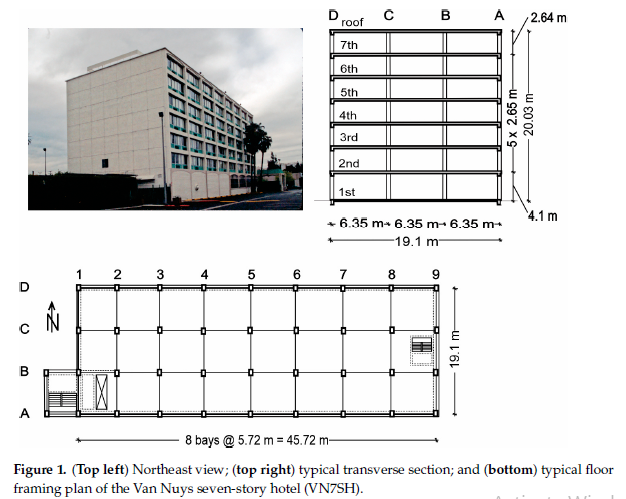 D C B A
roof
2.64 m
7th
6th
5th
4th
3rd
2nd
1st
5 x 2.65 m
20.03 m
4.1 m
6.35 m 6.35 m 6.35 m
19.1 m
1 2 3 4 5 6 7 8 9
D
C
B
A
N
19.1 m
8 bays @ 5.72 m = 45.72 m
Figure 1. (Top left) Northeast view; (top right) typical transverse section; and (bottom) typical floor
framing plan of the Van Nuys seven-story hotel (VN7SH).